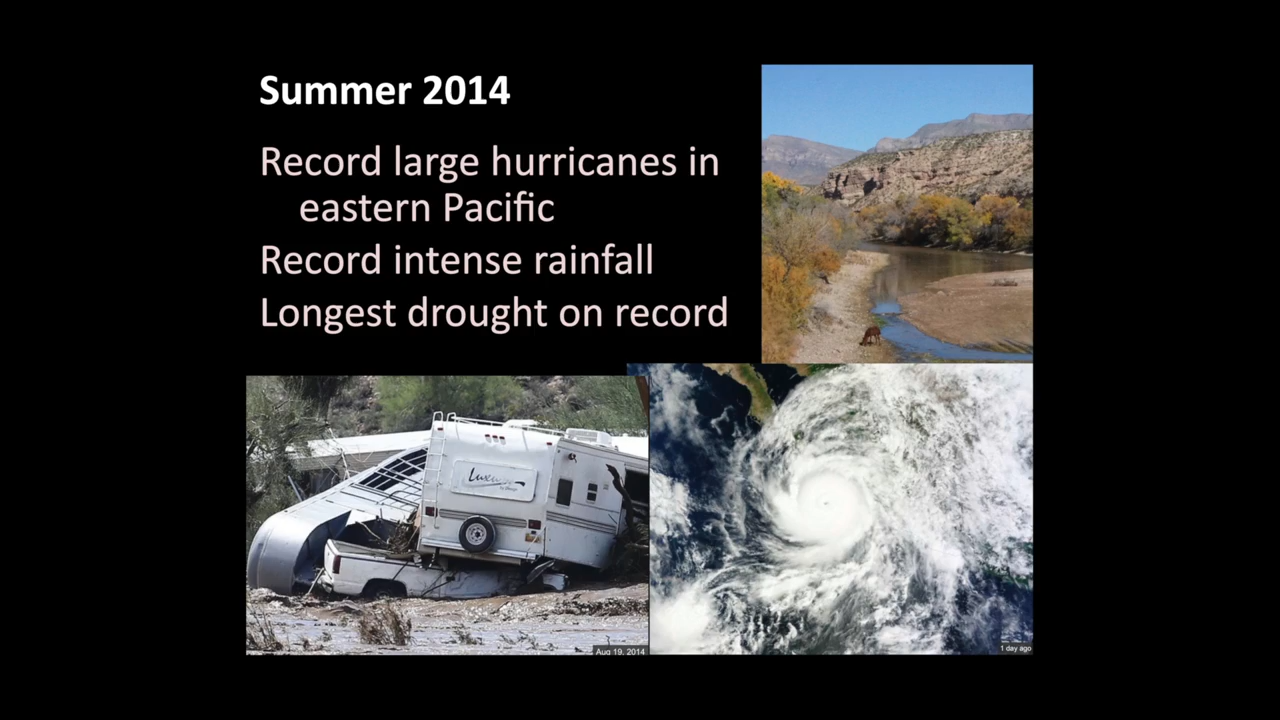 Summer 2014
Record large hurricanes in
eastern Pacific
Record intense rainfall
Longest drought on record
Aug 19, 2014
1 day ago